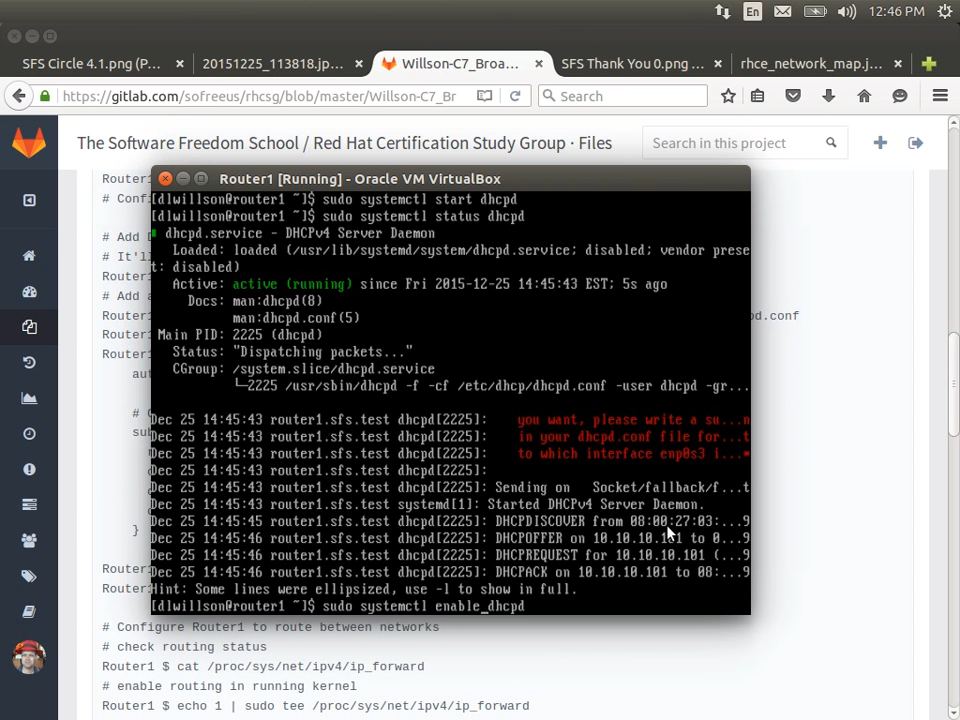 En
12:46 PM
SFS Circle 4.1.png (P... ×
20151225_113818.jp... ×
Willson-C7_Broa... ×
SFS Thank You 0.png ... ×
rhce_network_map.j... ×
https://gitlab.com/sofreeus/rhcsg/blob/master/Willson-C7_Br
Search
The Software Freedom School / Red Hat Certification Study Group · Files
Search in this project
Router1 [Running] - Oracle VM VirtualBox
[dlwillson@router1 ~]$ sudo systemctl start dhcpd
[dlwillson@router1 ~]$ sudo systemctl status dhcpd
dhcpd.service - DHCPv4 Server Daemon
Loaded: loaded (/usr/lib/systemd/system/dhcpd.service; disabled; vendor prese
t: disabled)
Active: active (running) since Fri 2015-12-25 14:45:43 EST; 5s ago
Docs: man:dhcpd(8)
man:dhcpd.conf(5)
Main PID: 2225 (dhcpd)
Status: "Dispatching packets..."
CGroup: /system.slice/dhcpd.service
└─2225 /usr/sbin/dhcpd -f -cf /etc/dhcp/dhcpd.conf -user dhcpd -gr...
Dec 25 14:45:43 router1.sfs.test dhcpd[2225]: you want, please write a su...n
Dec 25 14:45:43 router1.sfs.test dhcpd[2225]: in your dhcpd.conf file for...t
Dec 25 14:45:43 router1.sfs.test dhcpd[2225]: to which interface enp0s3 i...*
Dec 25 14:45:43 router1.sfs.test dhcpd[2225]:
Dec 25 14:45:43 router1.sfs.test dhcpd[2225]: Sending on Socket/fallback/f...t
Dec 25 14:45:43 router1.sfs.test systemd[1]: Started DHCPv4 Server Daemon.
Dec 25 14:45:45 router1.sfs.test dhcpd[2225]: DHCPDISCOVER from 08:00:27:03:...9
Dec 25 14:45:46 router1.sfs.test dhcpd[2225]: DHCPOFFER on 10.10.10.101 to 0...9
Dec 25 14:45:46 router1.sfs.test dhcpd[2225]: DHCPREQUEST for 10.10.10.101 (...9
Dec 25 14:45:46 router1.sfs.test dhcpd[2225]: DHCPACK on 10.10.10.101 to 08:...9
Hint: Some lines were ellipsized, use -l to show in full.
[dlwillson@router1 ~]$ sudo systemctl enable_dhcpd
Router1
# Conf
# Add
# It'll
Router1
# Add a
Router1 pd.conf
Router1
Router1
aut
# 
su
}
Router1
Router1
# Configure Router1 to route between networks
# check routing status
Router1 $ cat /proc/sys/net/ipv4/ip_forward
# enable routing in running kernel
Router1 $ echo 1 | sudo tee /proc/sys/net/ipv4/ip_forward